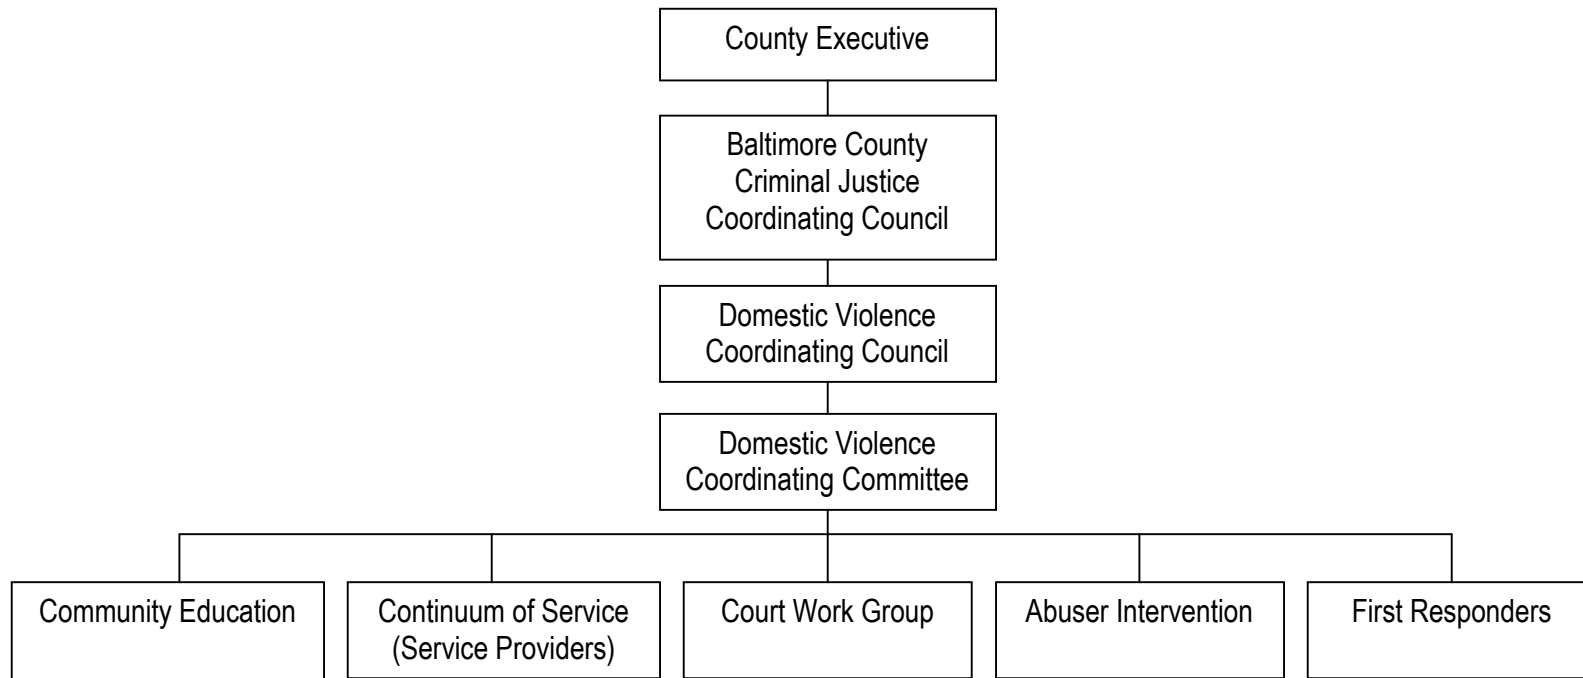 County Executive
Baltimore County
Criminal Justice
Coordinating Council
Domestic Violence
Coordinating Council
Domestic Violence
Coordinating Committee
Community Education
Continuum of Service
(Service Providers)
Court Work Group
Abuser Intervention
First Responders